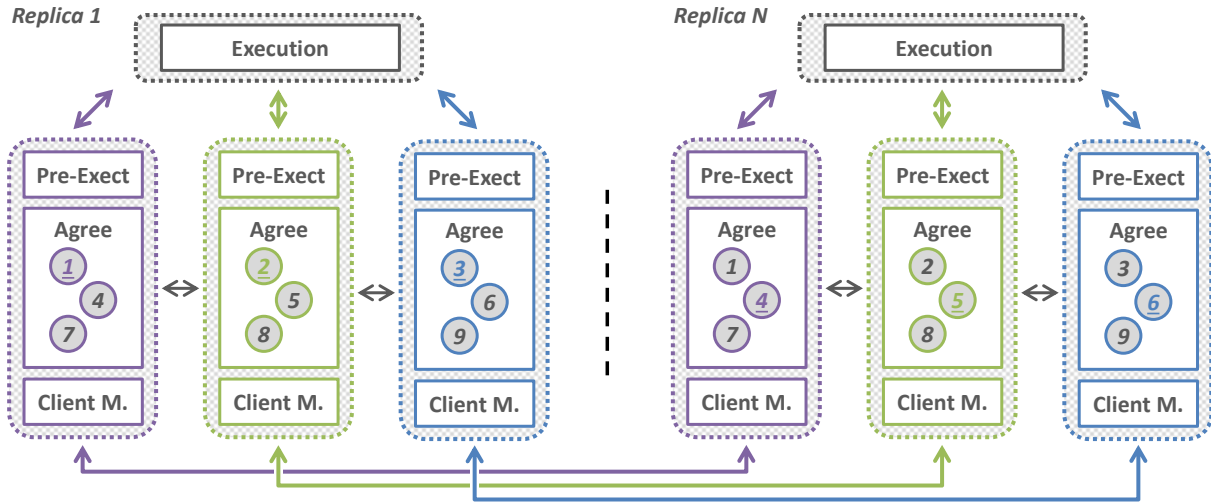 Replica 1
Replica N
Execution
Execution
Pre-Exect
Pre-Exect
Pre-Exect
Pre-Exect
Pre-Exect
Pre-Exect
Agree
Agree
Agree
Agree
Agree
Agree
1
2
3
1
2
3
4
5
6
4
5
6
7
8
9
7
8
9
Client M.
Client M.
Client M.
Client M.
Client M.
Client M.